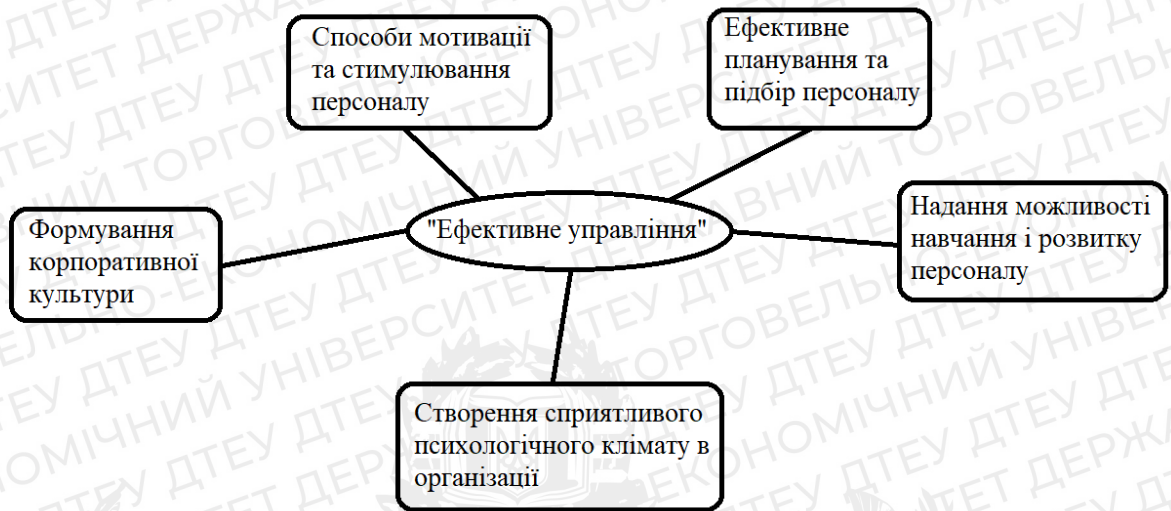 Способи мотивації
та стимулювання
персоналу
Ефективне
планування та
підбір персоналу
Формування
корпоративної
культури
"Ефективне управління"
Надання можливості
навчання і розвитку
персоналу
Створення сприятливого
психологічного клімату в
організації